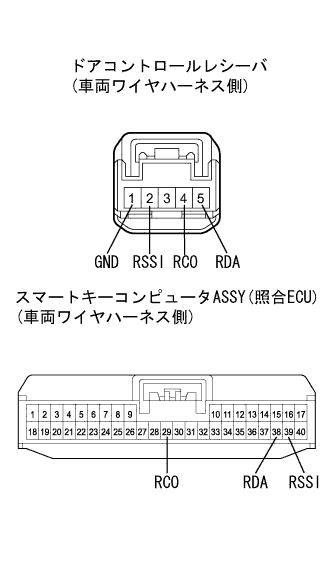 ドアコントロールレシーバ
(車両ワイヤハーネス側)
1 2 3 4 5
GND RSSI RCO RDA
スマートキーコンピュータASSY(照合ECU)
(車両ワイヤハーネス側)
1 2 3 4 5 6 7 8 9 10 11 12 13 14 15 16 17
18 19 20 21 22 23 24 25 26 27 28 29 30 31 32 33 34 35 36 37 38 39 40
RCO RDA RSSI